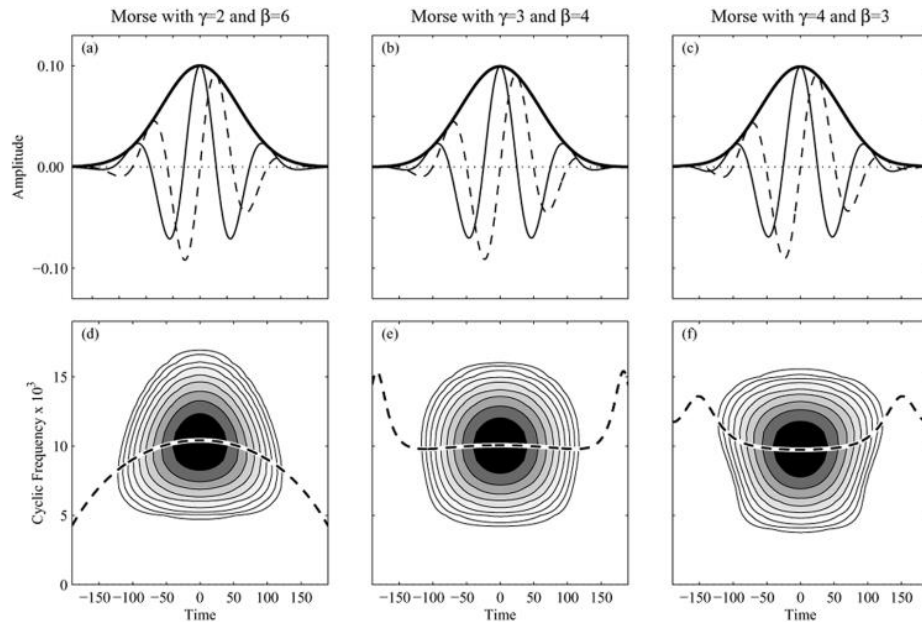 Morse with γ=2 and β=6 Morse with γ=3 and β=4 Morse with γ=4 and β=3
(a) (b) (c)
0.10
0.00
−0.10
Amplitude
(d) (e) (f)
15
10
5
0
Cyclic Frequency x 10³
−150 −100 −50 0 50 100 150 −150 −100 −50 0 50 100 150 −150 −100 −50 0 50 100 150
Time Time Time